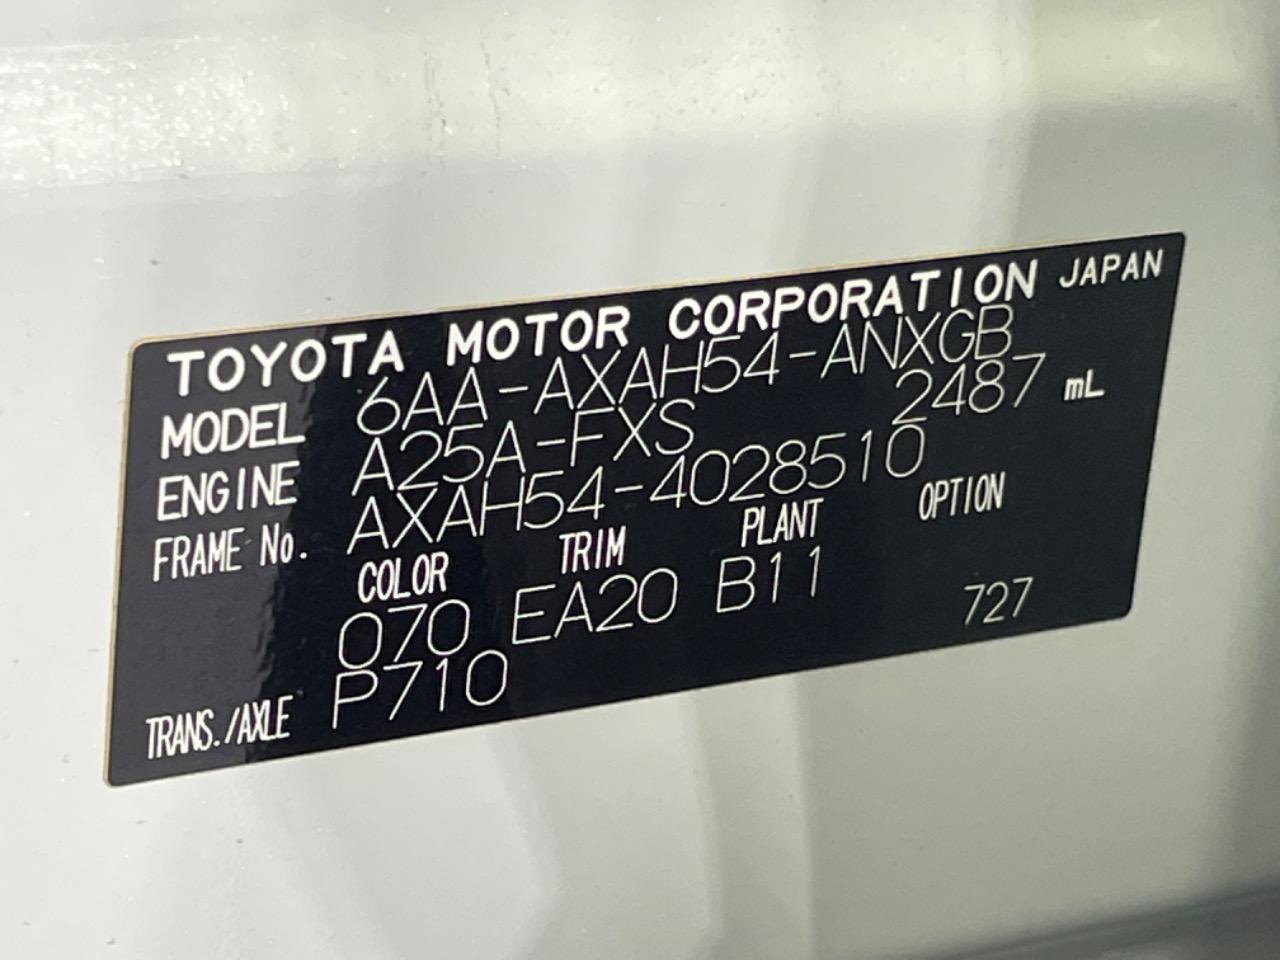 TOYOTA MOTOR CORPORATION JAPAN
MODEL 6AA-AXAH54-ANXGB
ENGINE A25A-FXS 2487 mL
FRAME No. AXAH54-4028510
COLOR TRIM PLANT OPTION
070 EA20 B11 727
TRANS./AXLE P710